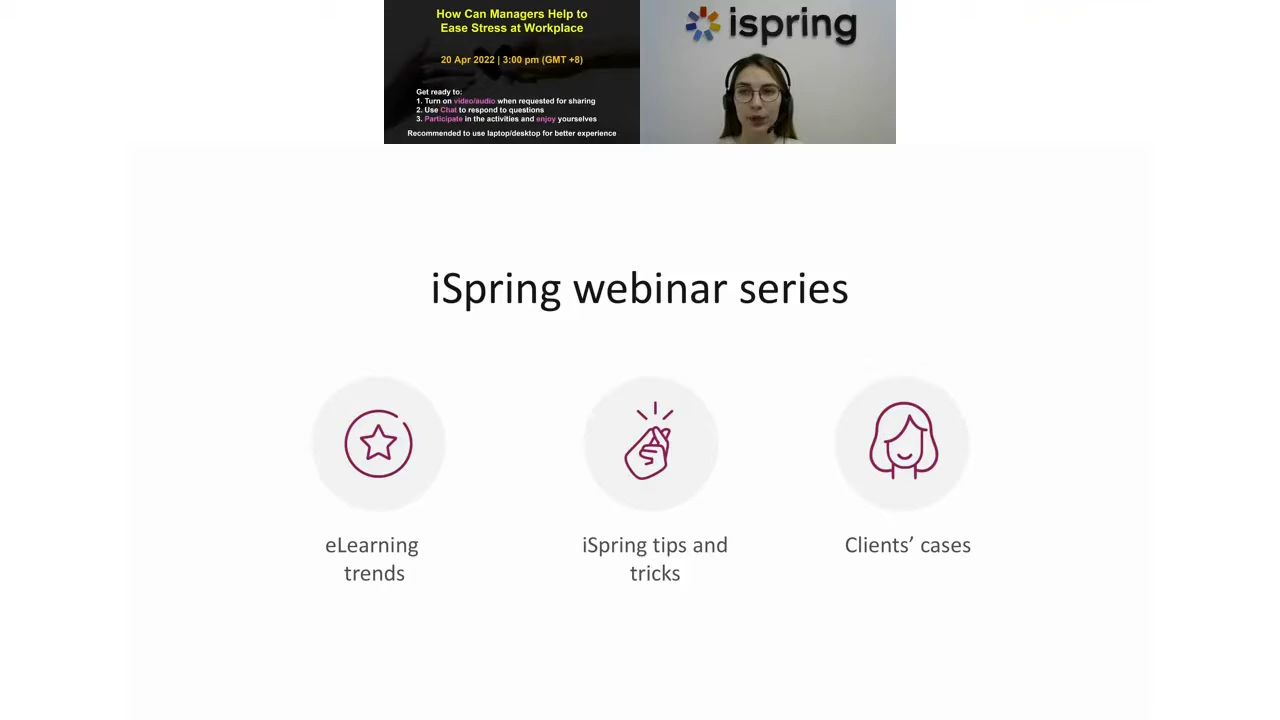 How Can Managers Help to
Ease Stress at Workplace
20 Apr 2022 | 3:00 pm (GMT +8)
Get ready to:
1. Turn on video/audio when requested for sharing
2. Use Chat to respond to questions
3. Participate in the activities and enjoy yourselves
Recommended to use laptop/desktop for better experience
ispring
iSpring webinar series
eLearning
trends
iSpring tips and
tricks
Clients’ cases